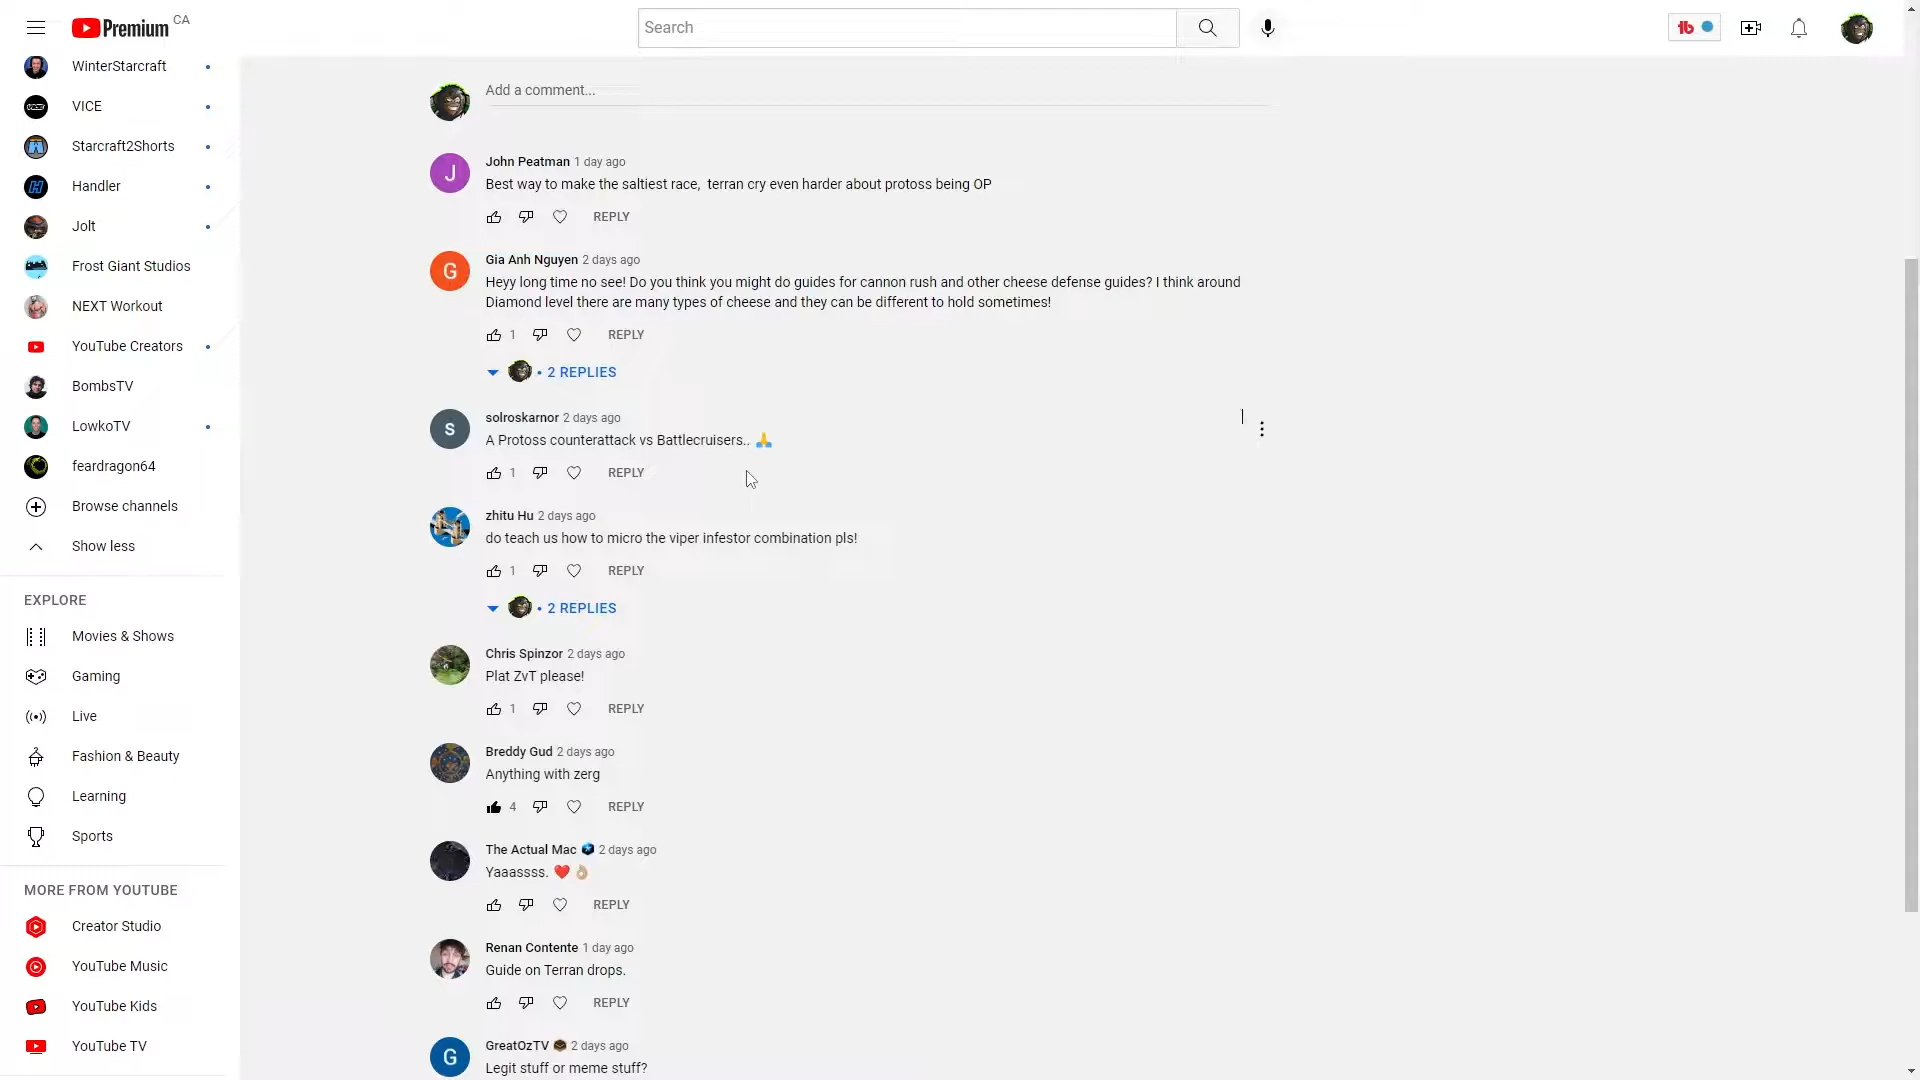 Premium CA
Search
WinterStarcraft
VICE
Starcraft2Shorts
Handler
Jolt
Frost Giant Studios
NEXT Workout
YouTube Creators
BombsTV
LowkoTV
feardragon64
Browse channels
Show less
EXPLORE
Movies & Shows
Gaming
Live
Fashion & Beauty
Learning
Sports
MORE FROM YOUTUBE
Creator Studio
YouTube Music
YouTube Kids
YouTube TV
Add a comment...
J
John Peatman 1 day ago
Best way to make the saltiest race, terran cry even harder about protoss being OP
REPLY
G
Gia Anh Nguyen 2 days ago
Heyy long time no see! Do you think you might do guides for cannon rush and other cheese defense guides? I think around
Diamond level there are many types of cheese and they can be different to hold sometimes!
1 REPLY
• 2 REPLIES
S
solroskarnor 2 days ago
A Protoss counterattack vs Battlecruisers.. 🙏
1 REPLY
zhitu Hu 2 days ago
do teach us how to micro the viper infestor combination pls!
1 REPLY
• 2 REPLIES
Chris Spinzor 2 days ago
Plat ZvT please!
1 REPLY
Breddy Gud 2 days ago
Anything with zerg
4 REPLY
The Actual Mac 2 days ago
Yaaassss. ❤️ 👌🏼
REPLY
Renan Contente 1 day ago
Guide on Terran drops.
REPLY
G
GreatOzTV 2 days ago
Legit stuff or meme stuff?